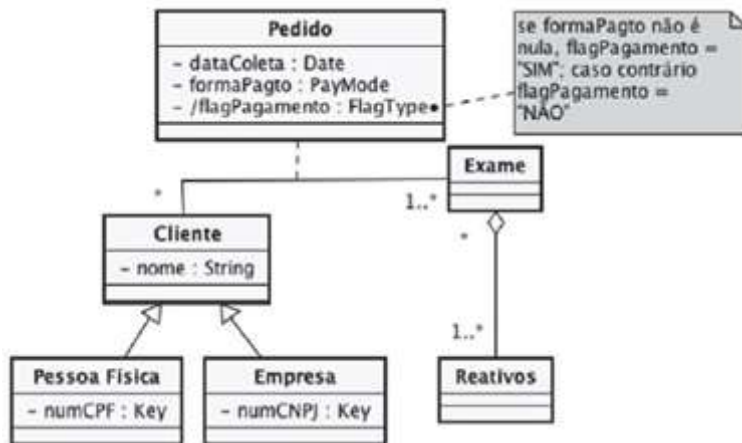 Pedido
- dataColeta : Date
- formaPagto : PayMode
- /flagPagamento : FlagType
se formaPagto não é
nula, flagPagamento =
"SIM"; caso contrário
flagPagamento =
"NÃO"
Exame
*
1..*
Cliente
- nome : String
*
1..*
Pessoa Física
- numCPF : Key
Empresa
- numCNPJ : Key
Reativos